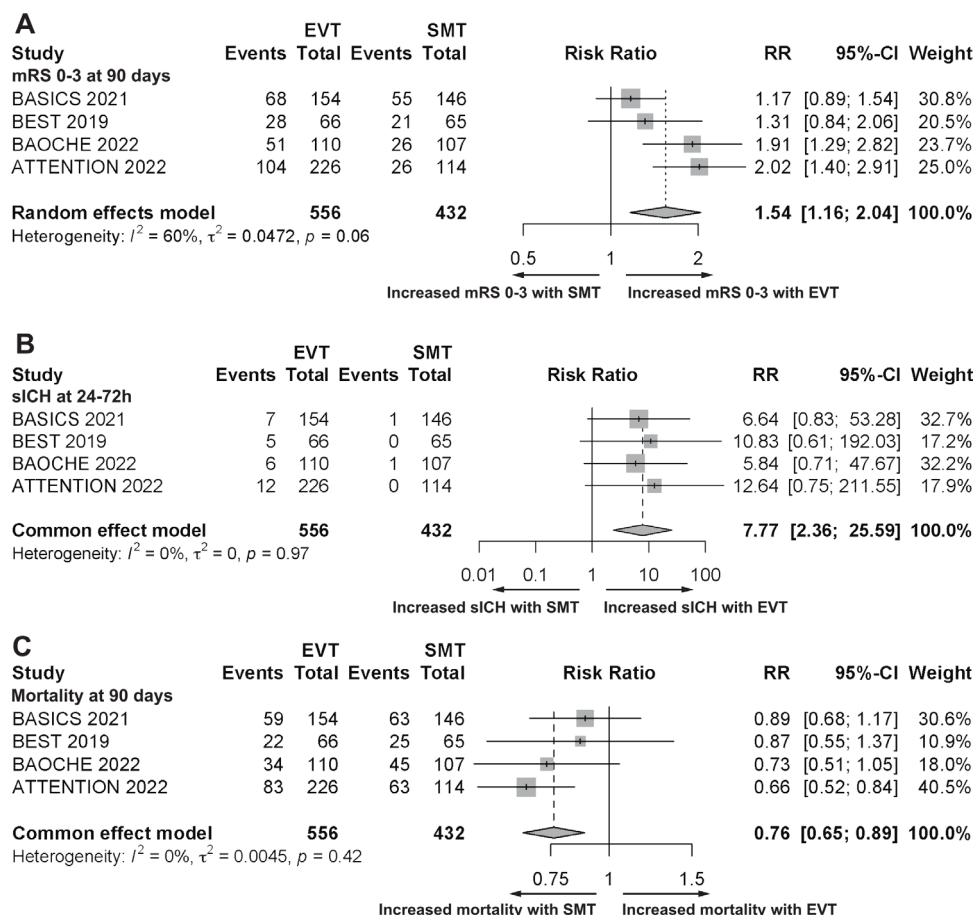 A
EVT SMT
Study Events Total Events Total Risk Ratio RR 95%-CI Weight
mRS 0-3 at 90 days
BASICS 2021 68 154 55 146 1.17 [0.89; 1.54] 30.8%
BEST 2019 28 66 21 65 1.31 [0.84; 2.06] 20.5%
BAOCHE 2022 51 110 26 107 1.91 [1.29; 2.82] 23.7%
ATTENTION 2022 104 226 26 114 2.02 [1.40; 2.91] 25.0%
Random effects model 556 432 1.54 [1.16; 2.04] 100.0%
Heterogeneity: I² = 60%, τ² = 0.0472, p = 0.06
0.5 1 2
Increased mRS 0-3 with SMT Increased mRS 0-3 with EVT
B
EVT SMT
Study Events Total Events Total Risk Ratio RR 95%-CI Weight
sICH at 24-72h
BASICS 2021 7 154 1 146 6.64 [0.83; 53.28] 32.7%
BEST 2019 5 66 0 65 10.83 [0.61; 192.03] 17.2%
BAOCHE 2022 6 110 1 107 5.84 [0.71; 47.67] 32.2%
ATTENTION 2022 12 226 0 114 12.64 [0.75; 211.55] 17.9%
Common effect model 556 432 7.77 [2.36; 25.59] 100.0%
Heterogeneity: I² = 0%, τ² = 0, p = 0.97
0.01 0.1 1 10 100
Increased sICH with SMT Increased sICH with EVT
C
EVT SMT
Study Events Total Events Total Risk Ratio RR 95%-CI Weight
Mortality at 90 days
BASICS 2021 59 154 63 146 0.89 [0.68; 1.17] 30.6%
BEST 2019 22 66 25 65 0.87 [0.55; 1.37] 10.9%
BAOCHE 2022 34 110 45 107 0.73 [0.51; 1.05] 18.0%
ATTENTION 2022 83 226 63 114 0.66 [0.52; 0.84] 40.5%
Common effect model 556 432 0.76 [0.65; 0.89] 100.0%
Heterogeneity: I² = 0%, τ² = 0.0045, p = 0.42
0.75 1 1.5
Increased mortality with SMT Increased mortality with EVT